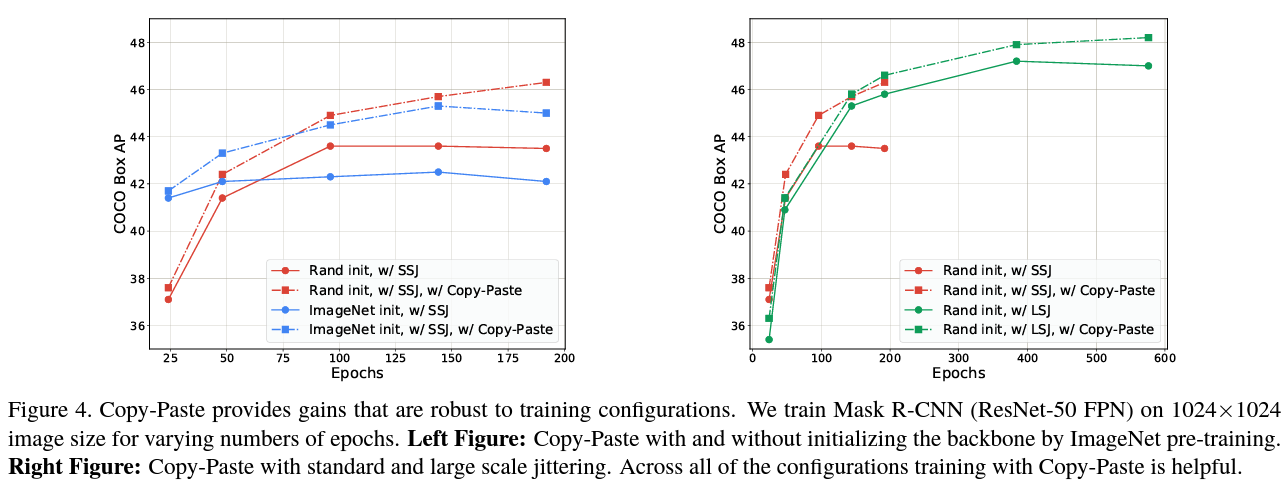 48
46
44
42
40
38
36
COCO Box AP
25
50
75
100
125
150
175
200
Epochs
Rand init, w/ SSJ
Rand init, w/ SSJ, w/ Copy-Paste
ImageNet init, w/ SSJ
ImageNet init, w/ SSJ, w/ Copy-Paste
48
46
44
42
40
38
36
COCO Box AP
0
100
200
300
400
500
600
Epochs
Rand init, w/ SSJ
Rand init, w/ SSJ, w/ Copy-Paste
Rand init, w/ LSJ
Rand init, w/ LSJ, w/ Copy-Paste
Figure 4. Copy-Paste provides gains that are robust to training configurations. We train Mask R-CNN (ResNet-50 FPN) on 1024×1024
image size for varying numbers of epochs. Left Figure: Copy-Paste with and without initializing the backbone by ImageNet pre-training.
Right Figure: Copy-Paste with standard and large scale jittering. Across all of the configurations training with Copy-Paste is helpful.